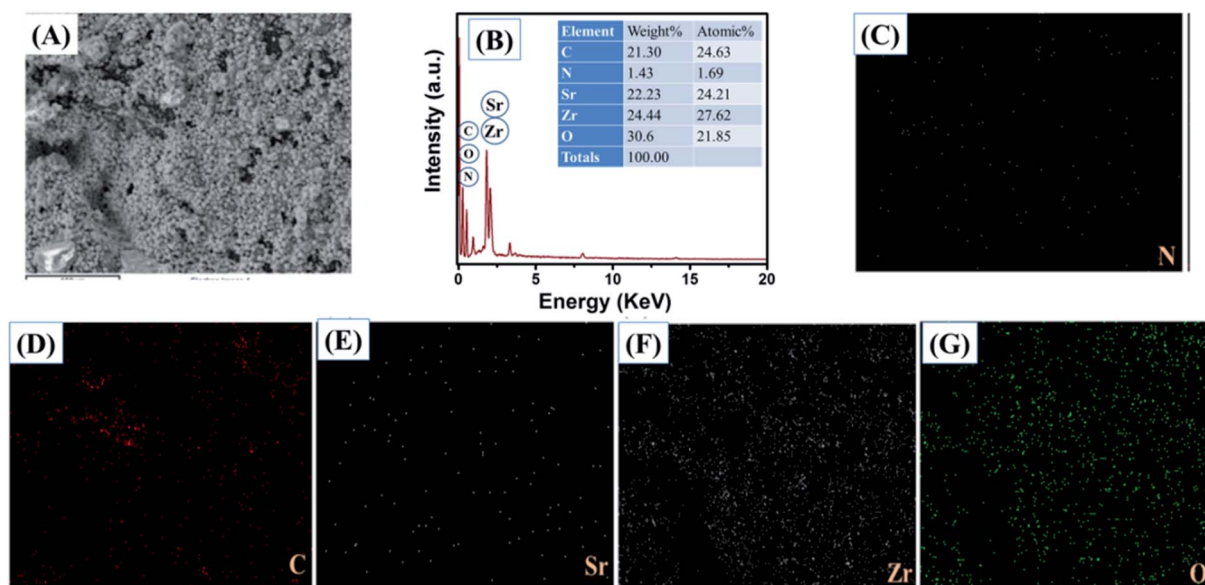 (A)
(B)
Intensity (a.u.)
C
O
N
Sr
Zr
Element Weight% Atomic%
C 21.30 24.63
N 1.43 1.69
Sr 22.23 24.21
Zr 24.44 27.62
O 30.6 21.85
Totals 100.00
0 5 10 15 20
Energy (KeV)
(C)
N
(D)
C
(E)
Sr
(F)
Zr
(G)
O